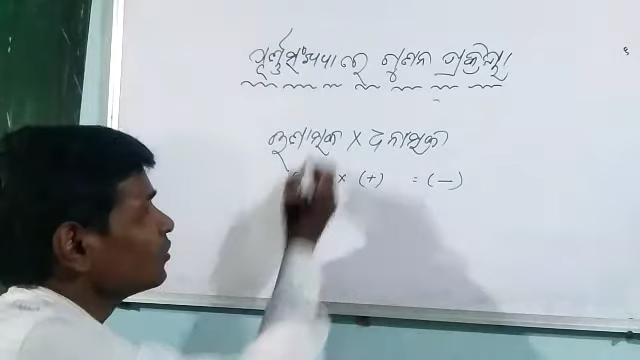 ପୂର୍ଣ୍ଣସଂଖ୍ୟାରେ ଗୁଣନ ପ୍ରକ୍ରିୟା
ଋଣାତ୍ମକ × ଧନାତ୍ମକ
× (+) = (—)